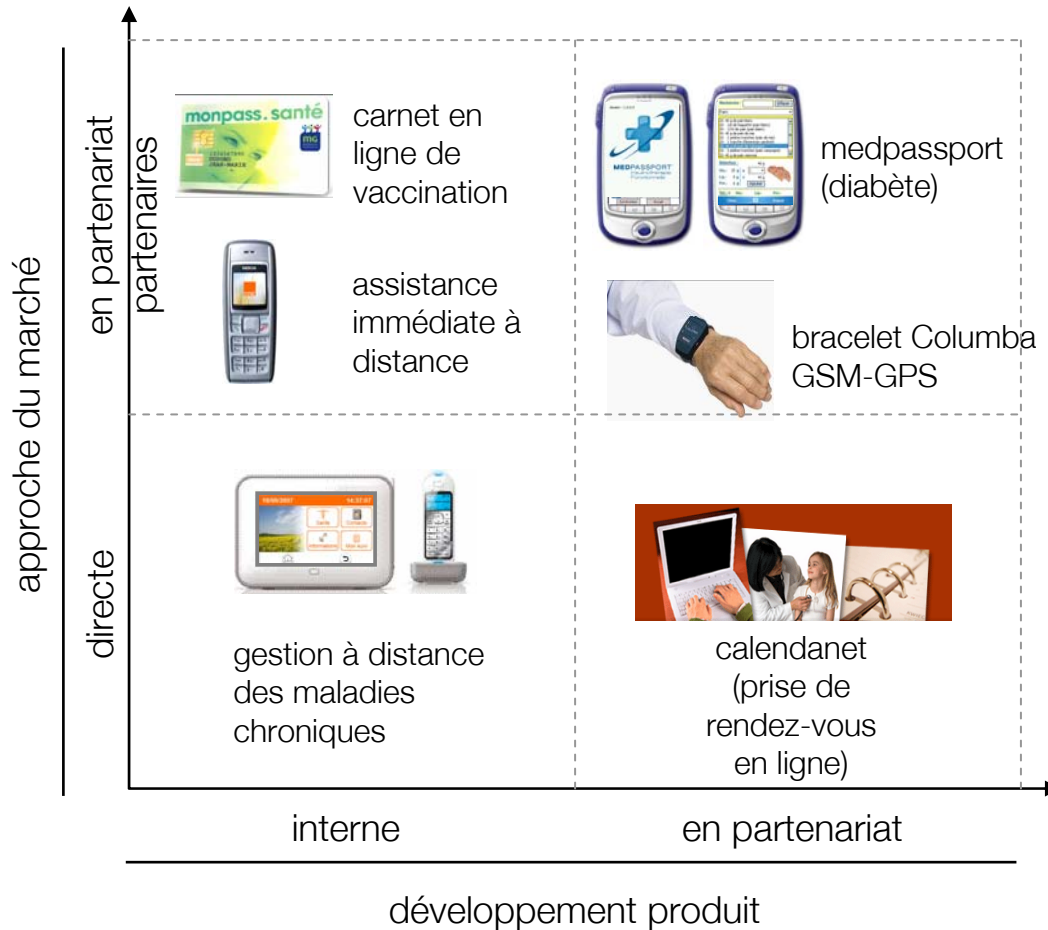 monpass.santé
mg
carnet en
ligne de
vaccination
MEDPASSPORT
medpassport
(diabète)
assistance
immédiate à
distance
bracelet Columba
GSM-GPS
gestion à distance
des maladies
chroniques
calendanet
(prise de
rendez-vous
en ligne)
approche du marché
en partenariat
partenaires
directe
interne
en partenariat
développement produit